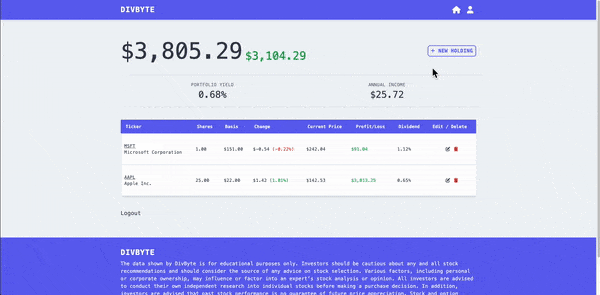 DIVBYTE
$3,805.29 $3,104.29
+ NEW HOLDING
PORTFOLIO YIELD
ANNUAL INCOME
0.68%
$25.72
Ticker Shares Basis Change Current Price Profit/Loss Dividend Edit / Delete
MSFT
Microsoft Corporation
1.00 $151.00 $-0.54 (-0.22%) $242.04 $91.04 1.12%
AAPL
Apple Inc.
25.00 $22.00 $1.42 (1.01%) $142.53 $3,013.25 0.65%
Logout
DIVBYTE
The data shown by DivByte is for educational purposes only. Investors should be cautious about any and all stock
recommendations and should consider the source of any advice on stock selection. Various factors, including personal
or corporate ownership, may influence or factor into an expert's stock analysis or opinion. All investors are advised
to conduct their own independent research into individual stocks before making a purchase decision. In addition,
investors are advised that past stock performance is no guarantee of future price appreciation. Stock and option